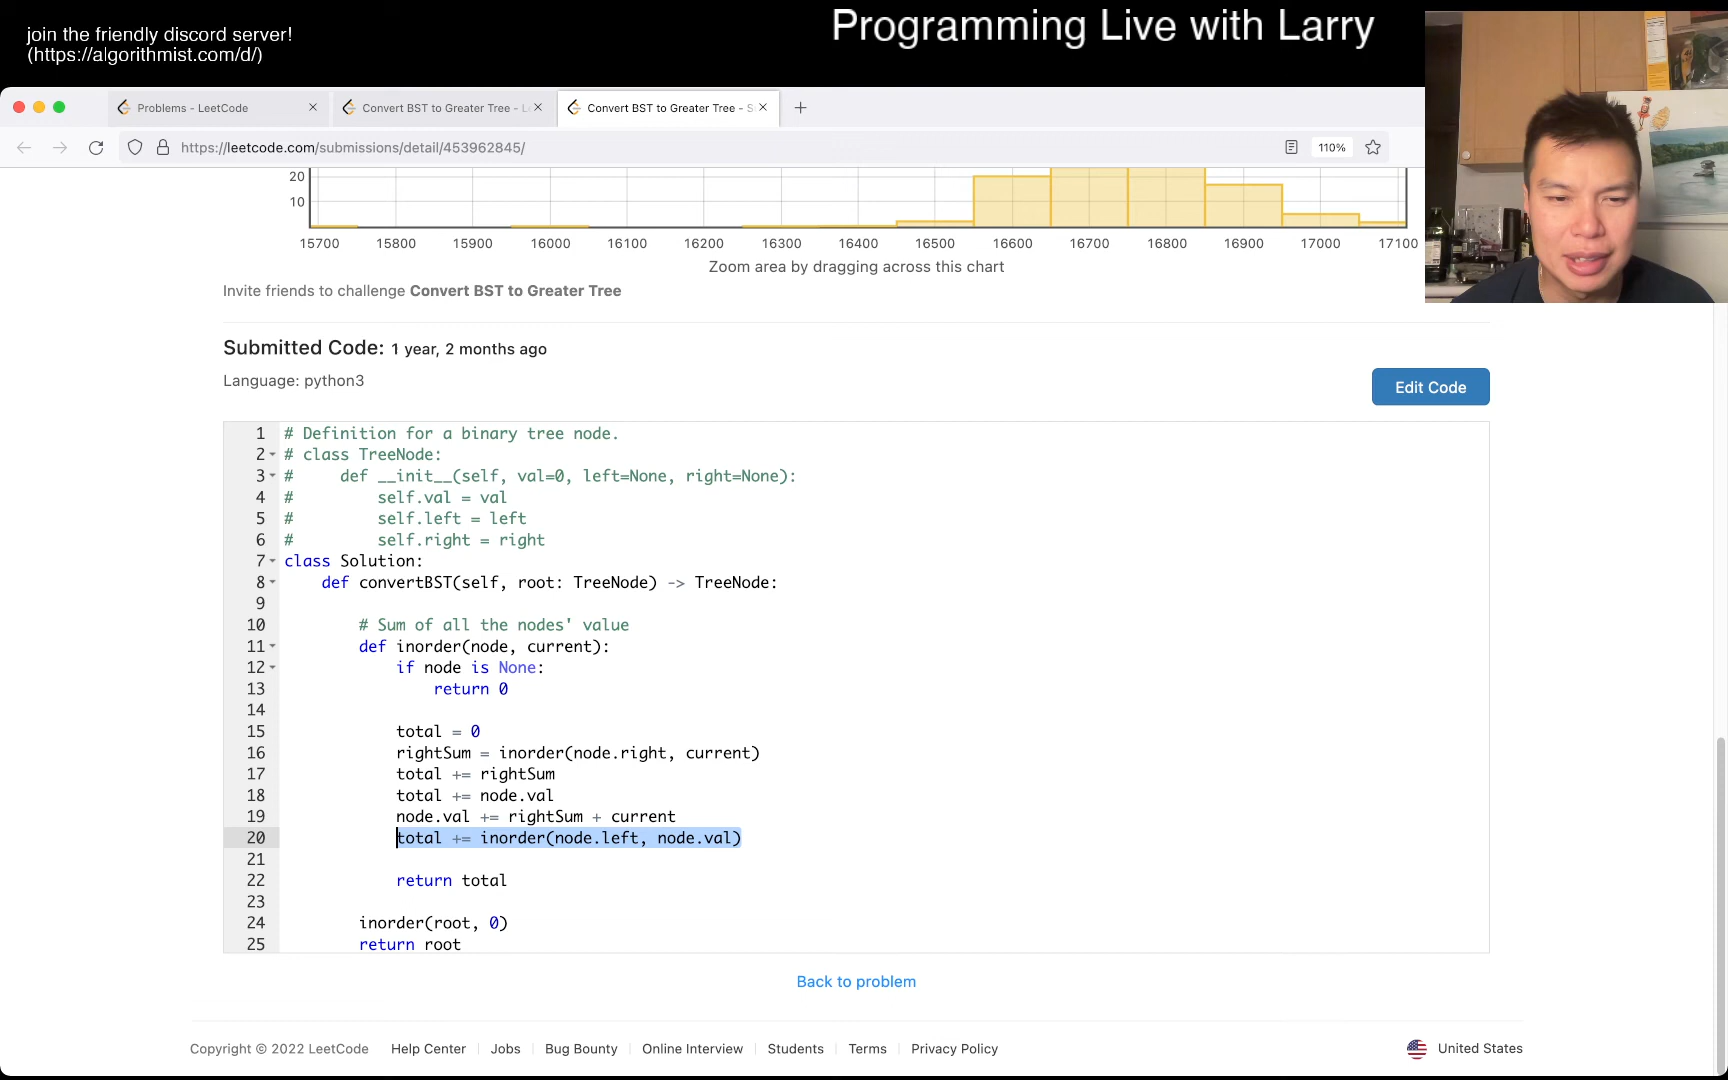 join the friendly discord server!
(https://algorithmist.com/d/)
Programming Live with Larry
Problems - LeetCode
Convert BST to Greater Tree - L
Convert BST to Greater Tree - S
https://leetcode.com/submissions/detail/453962845/
110%
20
10
15700 15800 15900 16000 16100 16200 16300 16400 16500 16600 16700 16800 16900 17000 17100
Zoom area by dragging across this chart
Invite friends to challenge Convert BST to Greater Tree
Submitted Code: 1 year, 2 months ago
Language: python3
Edit Code
1 # Definition for a binary tree node.
2 # class TreeNode:
3 #     def __init__(self, val=0, left=None, right=None):
4 #         self.val = val
5 #         self.left = left
6 #         self.right = right
7 class Solution:
8     def convertBST(self, root: TreeNode) -> TreeNode:
9
10         # Sum of all the nodes' value
11         def inorder(node, current):
12             if node is None:
13                 return 0
14
15             total = 0
16             rightSum = inorder(node.right, current)
17             total += rightSum
18             total += node.val
19             node.val += rightSum + current
20             total += inorder(node.left, node.val)
21
22             return total
23
24         inorder(root, 0)
25         return root
Back to problem
Copyright © 2022 LeetCode Help Center Jobs Bug Bounty Online Interview Students Terms Privacy Policy United States